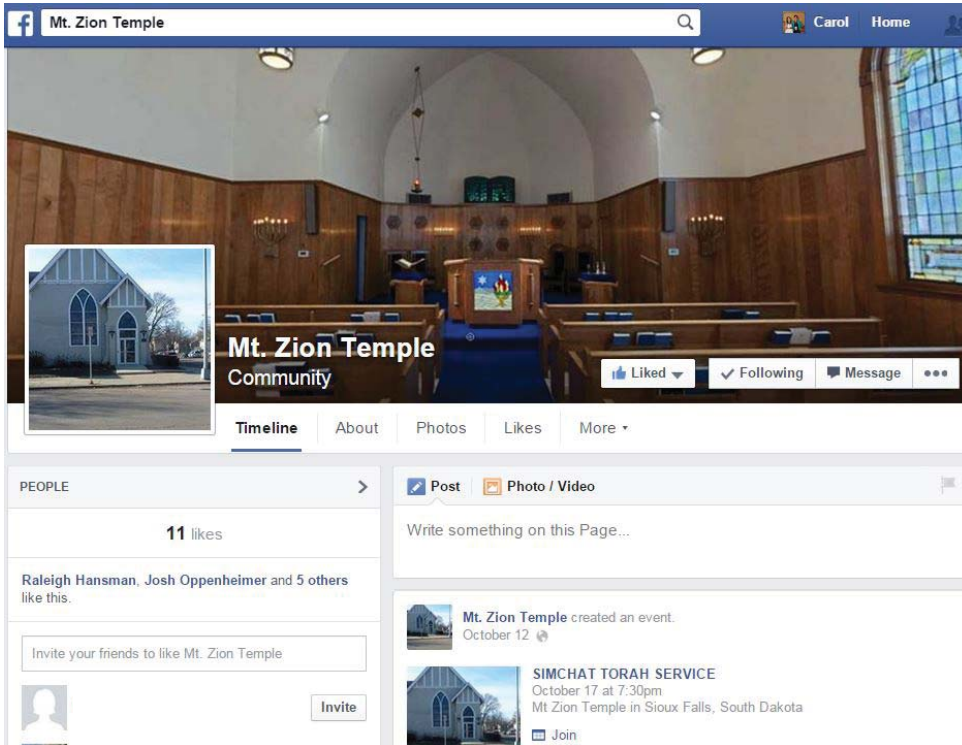 Mt. Zion Temple
Carol Home
Mt. Zion Temple
Community
Liked
Following
Message
Timeline About Photos Likes More
PEOPLE
11 likes
Raleigh Hansman, Josh Oppenheimer and 5 others
like this.
Invite your friends to like Mt. Zion Temple
Invite
Post Photo / Video
Write something on this Page...
Mt. Zion Temple created an event.
October 12
SIMCHAT TORAH SERVICE
October 17 at 7:30pm
Mt Zion Temple in Sioux Falls, South Dakota
Join